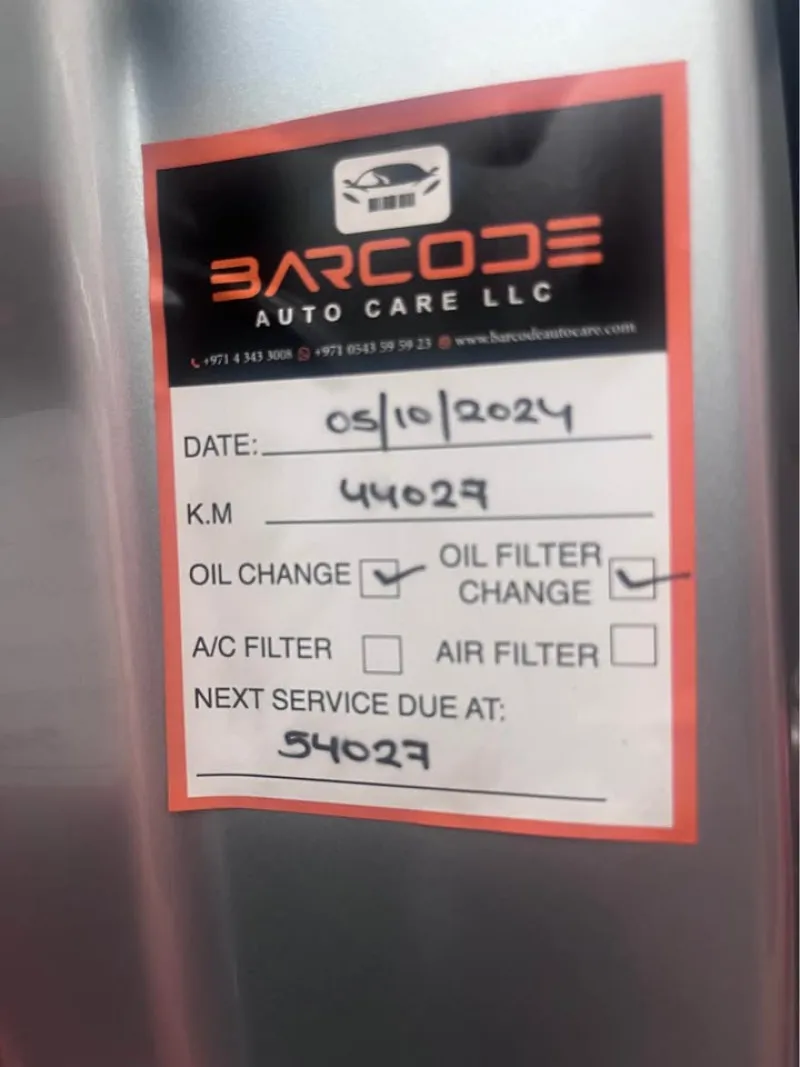 BARCODE
AUTO CARE LLC
+971 4 343 3008 +971 0543 59 59 23 www.barcodeautocare.com
DATE: 05/10/2024
K.M 44027
OIL CHANGE OIL FILTER CHANGE
A/C FILTER AIR FILTER
NEXT SERVICE DUE AT:
54027